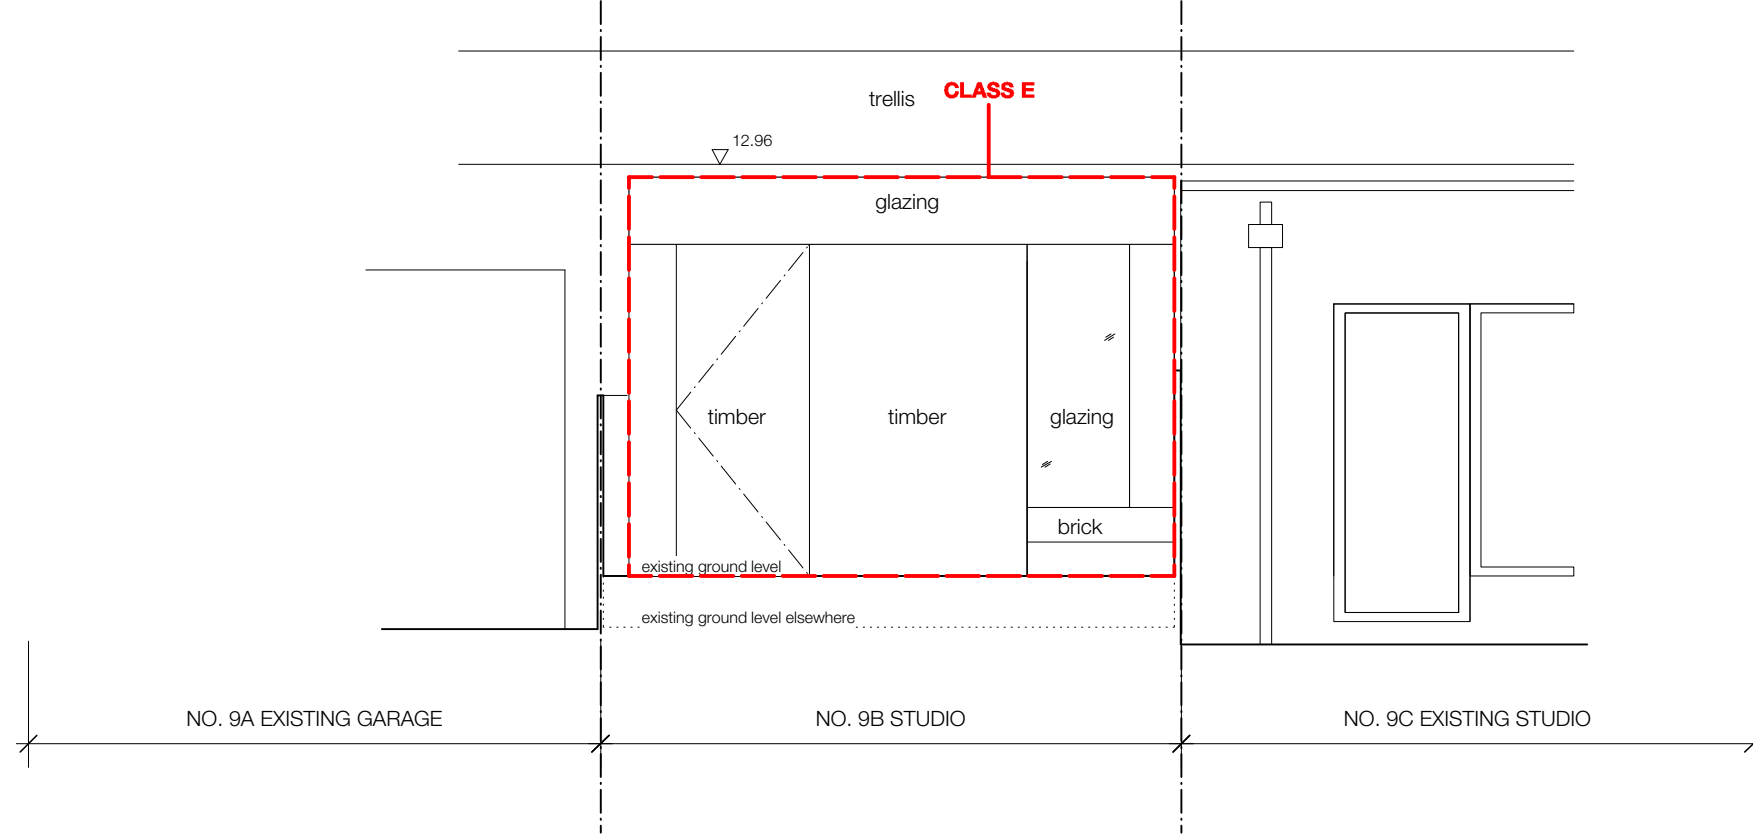 trellis
CLASS E
12.96
glazing
timber
timber
glazing
brick
existing ground level
existing ground level elsewhere
NO. 9A EXISTING GARAGE
NO. 9B STUDIO
NO. 9C EXISTING STUDIO